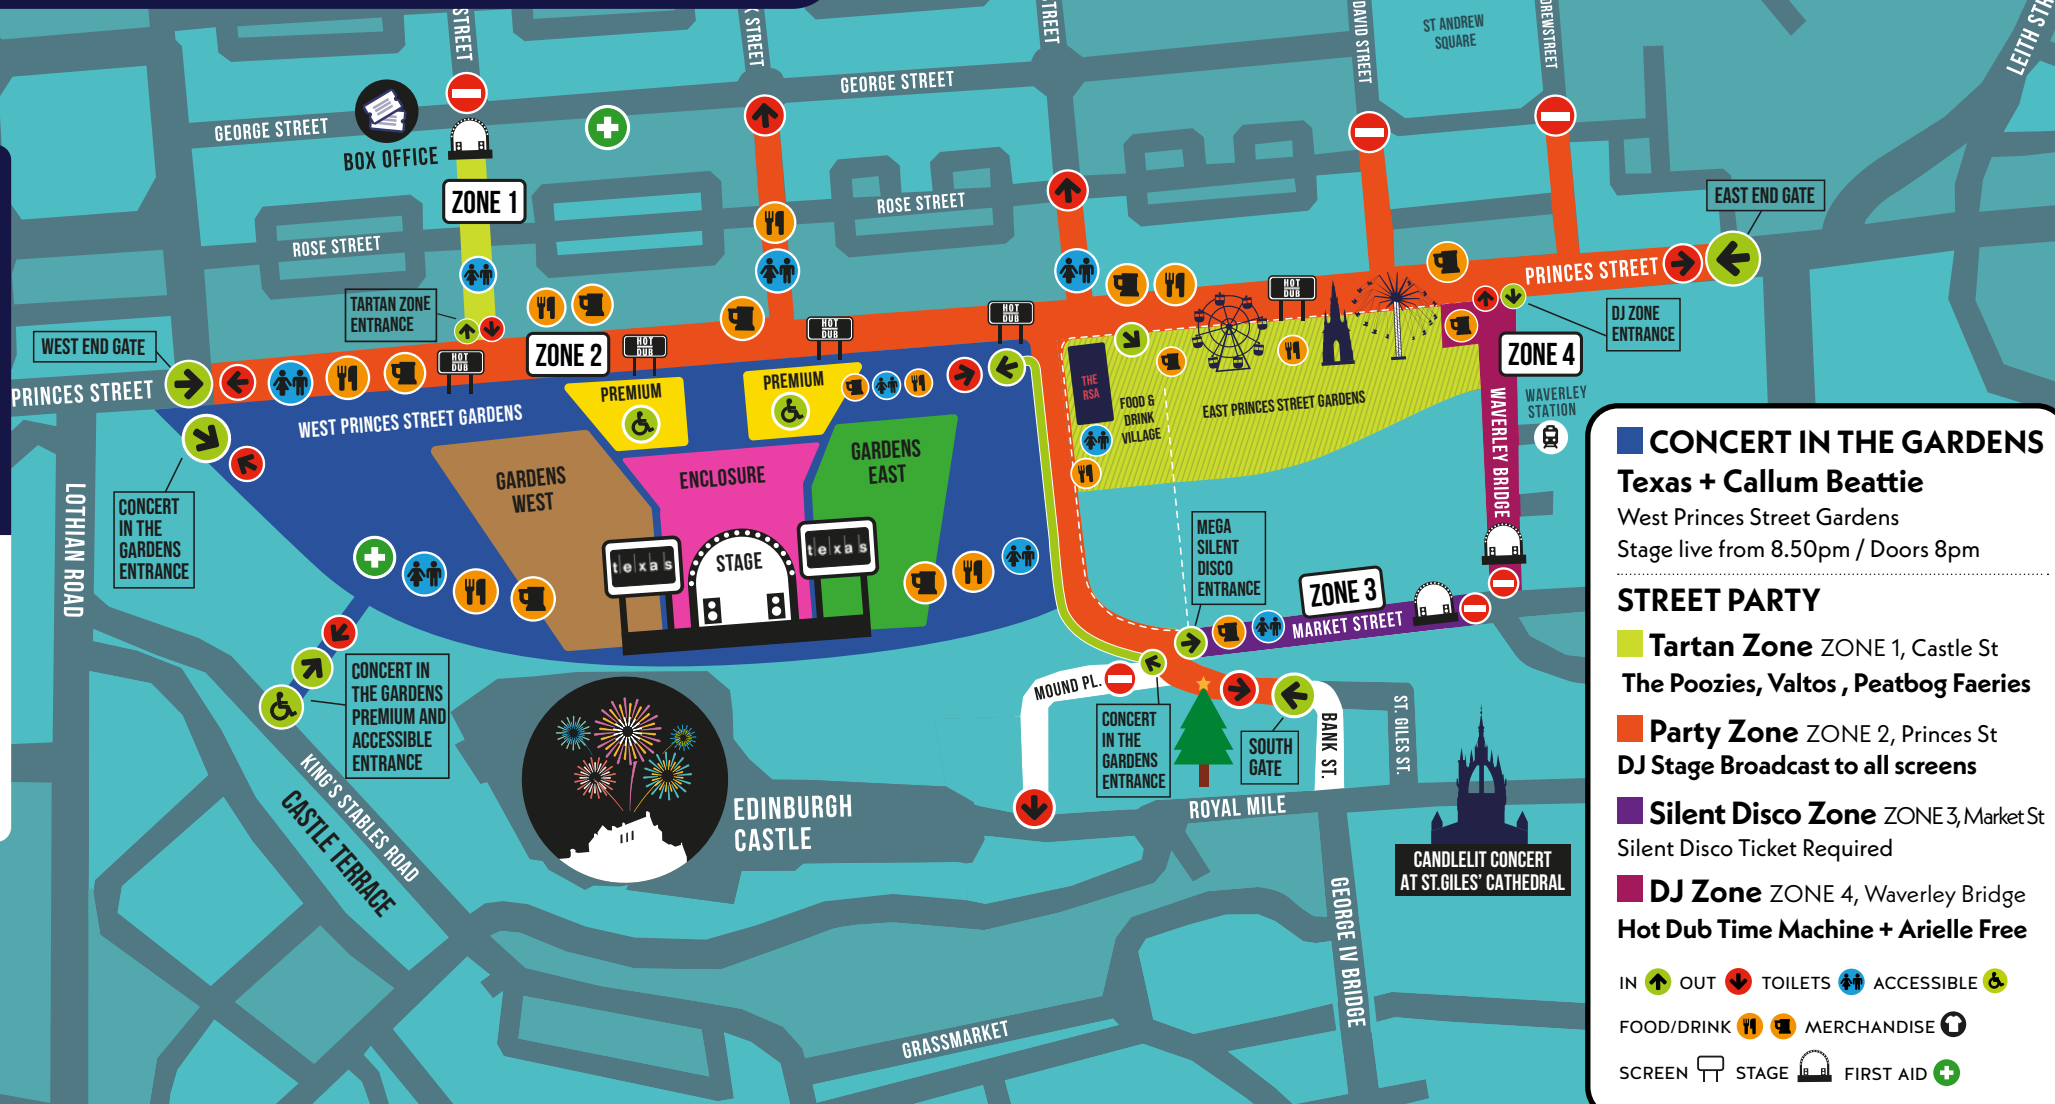 STREET
K STREET
TREET
DAVID STREET
DREWSTREET
ST ANDREW
SQUARE
LEITH STR
GEORGE STREET
GEORGE STREET
BOX OFFICE
ZONE 1
ROSE STREET
ROSE STREET
EAST END GATE
PRINCES STREET
TARTAN ZONE
ENTRANCE
WEST END GATE
PRINCES STREET
ZONE 2
HOT
DUB
HOT
DUB
HOT
DUB
HOT
DUB
HOT
DUB
DJ ZONE
ENTRANCE
ZONE 4
WAVERLEY
STATION
WAVERLEY BRIDGE
WEST PRINCES STREET GARDENS
PREMIUM
PREMIUM
THE
RSA
FOOD &
DRINK
VILLAGE
EAST PRINCES STREET GARDENS
GARDENS
WEST
ENCLOSURE
GARDENS
EAST
texas
STAGE
texas
LOTHIAN ROAD
CONCERT
IN THE
GARDENS
ENTRANCE
MEGA
SILENT
DISCO
ENTRANCE
ZONE 3
MARKET STREET
CONCERT IN
THE GARDENS
PREMIUM AND
ACCESSIBLE
ENTRANCE
MOUND PL.
CONCERT
IN THE
GARDENS
ENTRANCE
SOUTH
GATE
BANK ST.
ST. GILES ST.
KING'S STABLES ROAD
CASTLE TERRACE
EDINBURGH
CASTLE
ROYAL MILE
CANDLELIT CONCERT
AT ST.GILES' CATHEDRAL
GEORGE IV BRIDGE
GRASSMARKET
CONCERT IN THE GARDENS
Texas + Callum Beattie
West Princes Street Gardens
Stage live from 8.50pm / Doors 8pm
STREET PARTY
Tartan Zone ZONE 1, Castle St
The Poozies, Valtos , Peatbog Faeries
Party Zone ZONE 2, Princes St
DJ Stage Broadcast to all screens
Silent Disco Zone ZONE 3, Market St
Silent Disco Ticket Required
DJ Zone ZONE 4, Waverley Bridge
Hot Dub Time Machine + Arielle Free
IN OUT TOILETS ACCESSIBLE
FOOD/DRINK MERCHANDISE
SCREEN STAGE FIRST AID